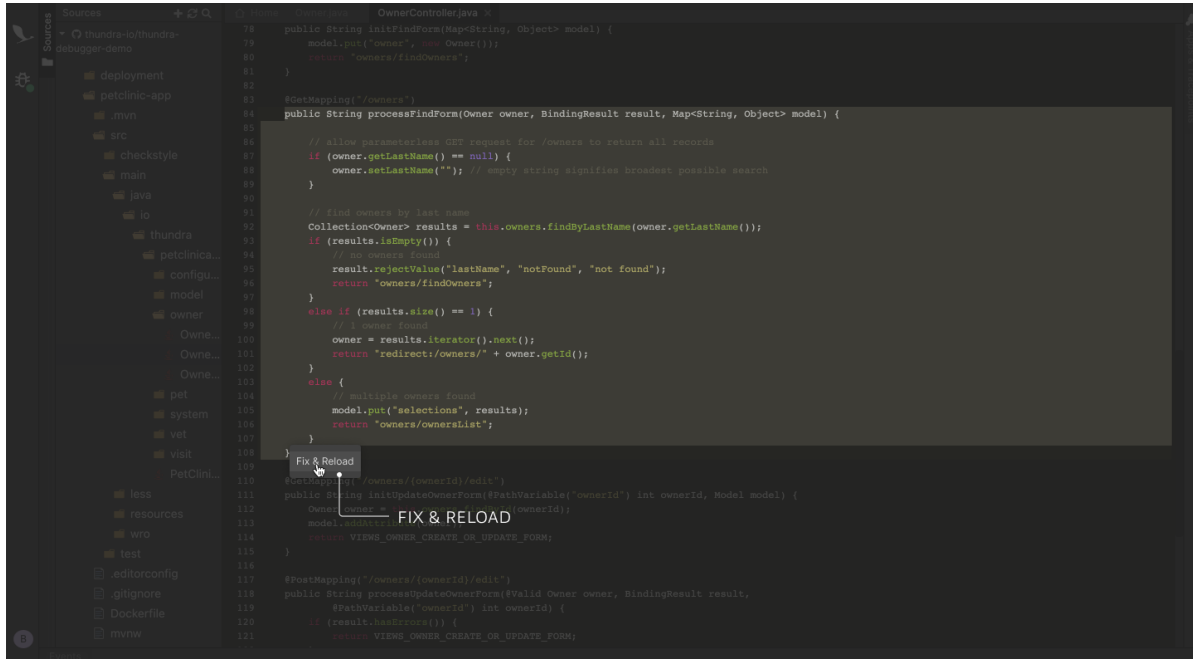 Sources
Home
Owner.java
OwnerController.java ×
Sources
thundra-io/thundra-
debugger-demo
deployment
petclinic-app
.mvn
src
checkstyle
main
java
io
thundra
petclinica...
configu...
model
owner
Owne...
Owne...
Owne...
pet
system
vet
visit
PetClini...
less
resources
wro
test
.editorconfig
.gitignore
Dockerfile
mvnw
B
78 public String initFindForm(Map<String, Object> model) {
79 model.put("owner", new Owner());
80 return "owners/findOwners";
81 }
82
83 @GetMapping("/owners")
84 public String processFindForm(Owner owner, BindingResult result, Map<String, Object> model) {
85
86 // allow parameterless GET request for /owners to return all records
87 if (owner.getLastName() == null) {
88 owner.setLastName(""); // empty string signifies broadest possible search
89 }
90
91 // find owners by last name
92 Collection<Owner> results = this.owners.findByLastName(owner.getLastName());
93 if (results.isEmpty()) {
94 // no owners found
95 result.rejectValue("lastName", "notFound", "not found");
96 return "owners/findOwners";
97 }
98 else if (results.size() == 1) {
99 // 1 owner found
100 owner = results.iterator().next();
101 return "redirect:/owners/" + owner.getId();
102 }
103 else {
104 // multiple owners found
105 model.put("selections", results);
106 return "owners/ownersList";
107 }
108 }
Fix & Reload
109
110 @GetMapping("/owners/{ownerId}/edit")
111 public String initUpdateOwnerForm(@PathVariable("ownerId") int ownerId, Model model) {
112 Owner owner = (ownerId);
FIX & RELOAD
113
114 return VIEWS_OWNER_CREATE_OR_UPDATE_FORM;
115 }
116
117 @PostMapping("/owners/{ownerId}/edit")
118 public String processUpdateOwnerForm(@Valid Owner owner, BindingResult result,
119 @PathVariable("ownerId") int ownerId) {
120 if (result.hasErrors()) {
121 return VIEWS_OWNER_CREATE_OR_UPDATE_FORM;